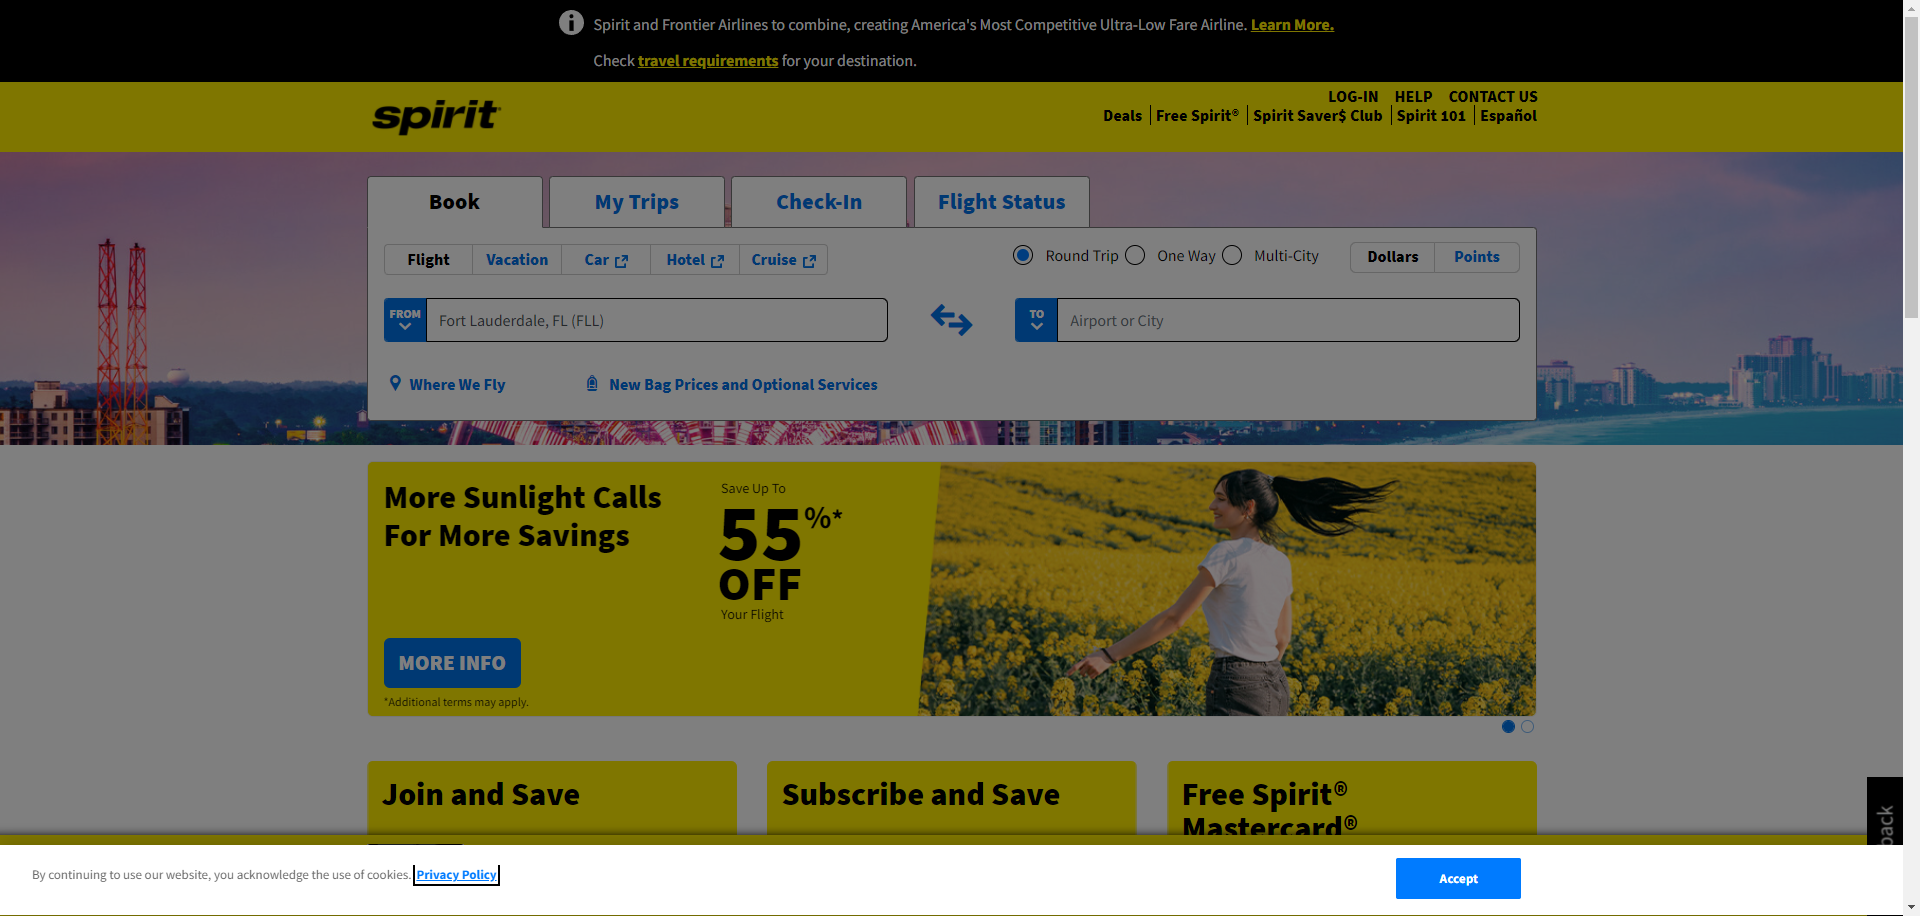 Spirit and Frontier Airlines to combine, creating America's Most Competitive Ultra-Low Fare Airline. Learn More.
Check travel requirements for your destination.
spirit
LOG-IN HELP CONTACT US
Deals Free Spirit® Spirit Saver$ Club Spirit 101 Español
Book My Trips Check-In Flight Status
Flight Vacation Car Hotel Cruise Round Trip One Way Multi-City Dollars Points
FROM Fort Lauderdale, FL (FLL) TO Airport or City
Where We Fly New Bag Prices and Optional Services
More Sunlight Calls
For More Savings
Save Up To
55%*
OFF
Your Flight
MORE INFO
*Additional terms may apply.
Join and Save Subscribe and Save Free Spirit®
Mastercard®
By continuing to use our website, you acknowledge the use of cookies. Privacy Policy Accept